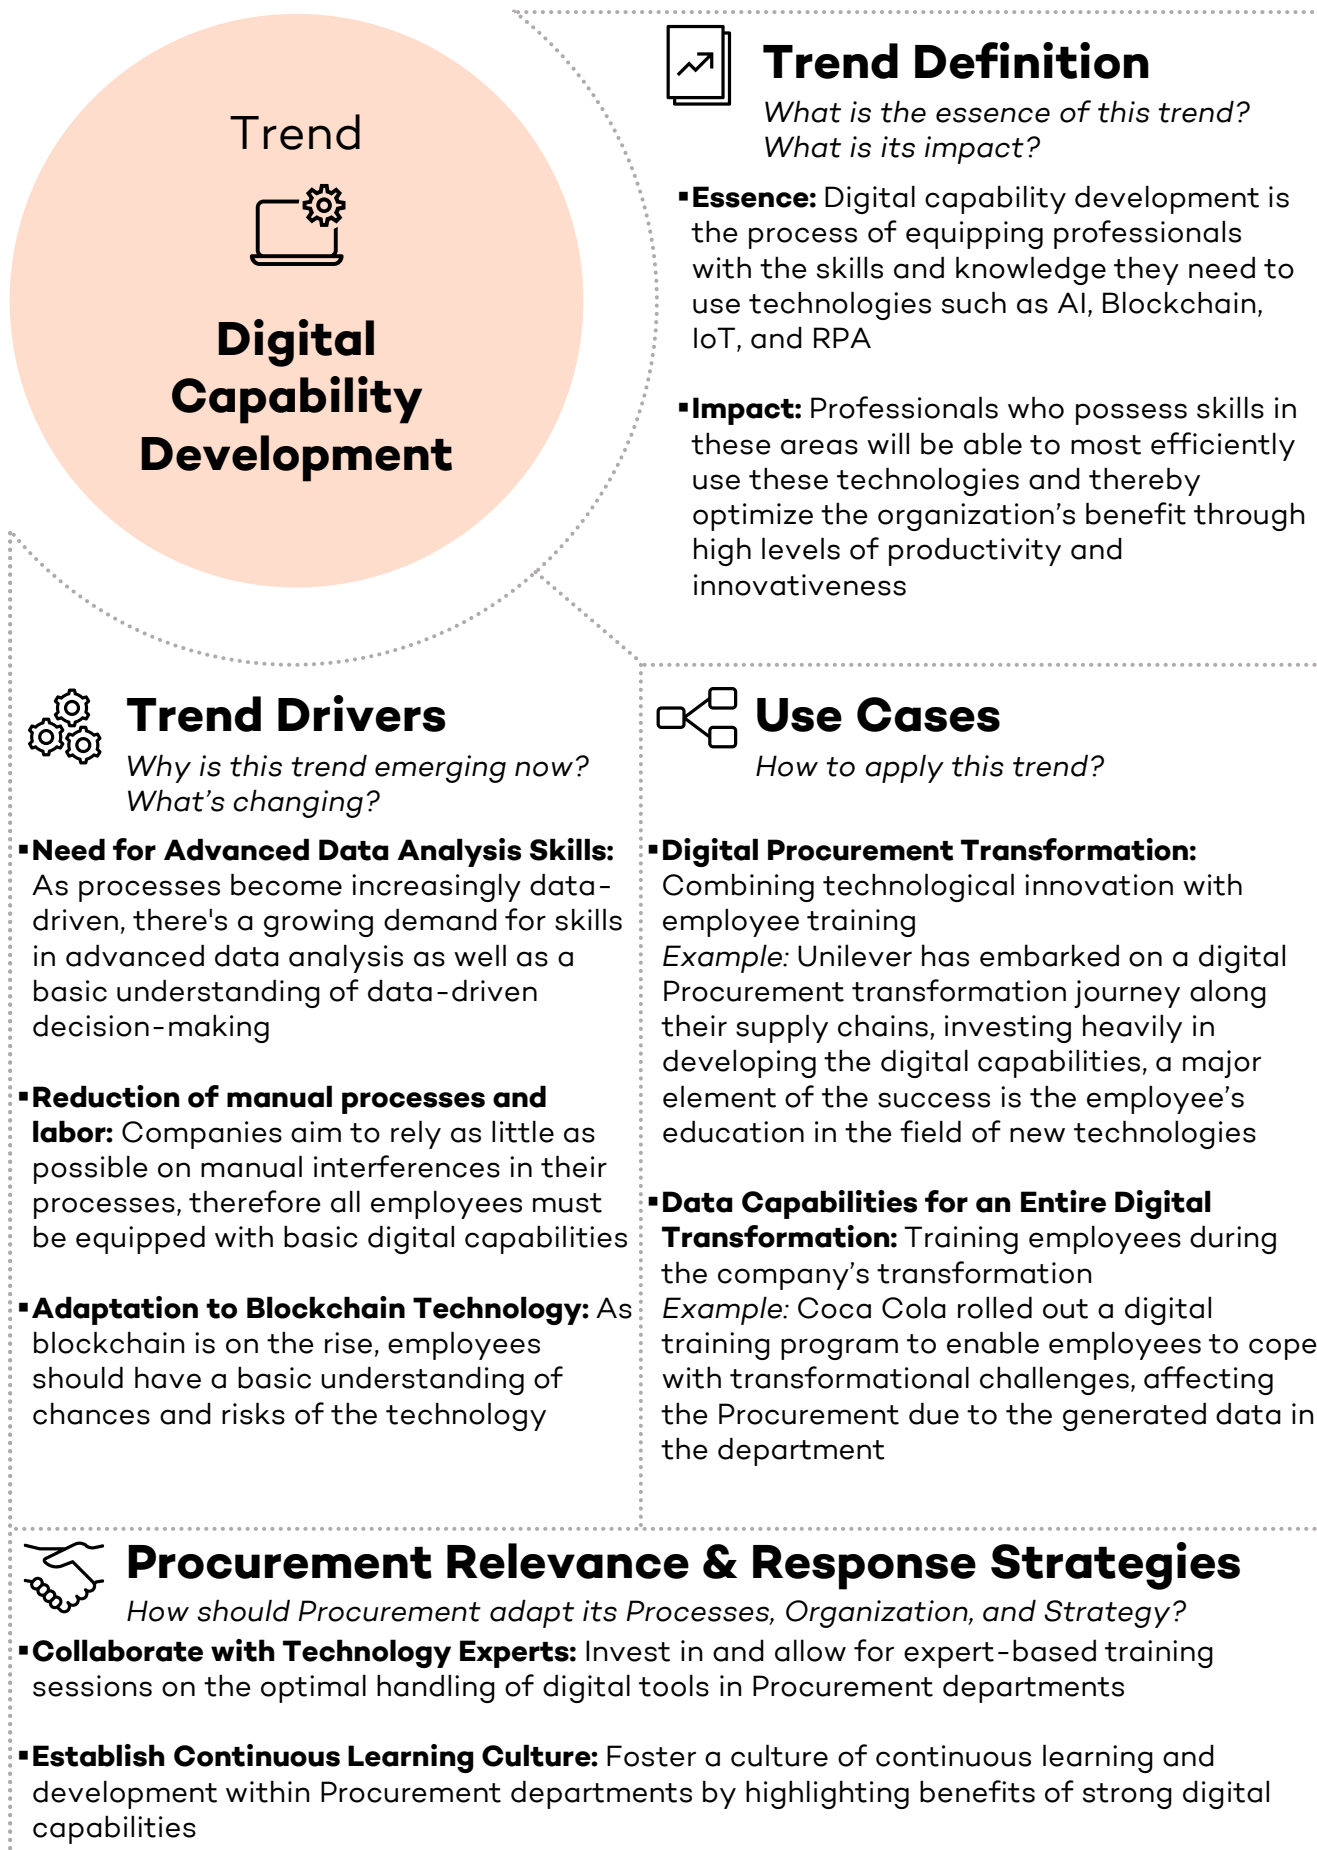 Trend
Digital
Capability
Development
Trend Definition
What is the essence of this trend?
What is its impact?
▪Essence: Digital capability development is
the process of equipping professionals
with the skills and knowledge they need to
use technologies such as AI, Blockchain,
IoT, and RPA
▪Impact: Professionals who possess skills in
these areas will be able to most efficiently
use these technologies and thereby
optimize the organization’s benefit through
high levels of productivity and
innovativeness
Trend Drivers
Why is this trend emerging now?
What’s changing?
▪Need for Advanced Data Analysis Skills:
As processes become increasingly data-
driven, there's a growing demand for skills
in advanced data analysis as well as a
basic understanding of data-driven
decision-making
▪Reduction of manual processes and
labor: Companies aim to rely as little as
possible on manual interferences in their
processes, therefore all employees must
be equipped with basic digital capabilities
▪Adaptation to Blockchain Technology: As
blockchain is on the rise, employees
should have a basic understanding of
chances and risks of the technology
Use Cases
How to apply this trend?
▪Digital Procurement Transformation:
Combining technological innovation with
employee training
Example: Unilever has embarked on a digital
Procurement transformation journey along
their supply chains, investing heavily in
developing the digital capabilities, a major
element of the success is the employee’s
education in the field of new technologies
▪Data Capabilities for an Entire Digital
Transformation: Training employees during
the company’s transformation
Example: Coca Cola rolled out a digital
training program to enable employees to cope
with transformational challenges, affecting
the Procurement due to the generated data in
the department
Procurement Relevance & Response Strategies
How should Procurement adapt its Processes, Organization, and Strategy?
▪Collaborate with Technology Experts: Invest in and allow for expert-based training
sessions on the optimal handling of digital tools in Procurement departments
▪Establish Continuous Learning Culture: Foster a culture of continuous learning and
development within Procurement departments by highlighting benefits of strong digital
capabilities